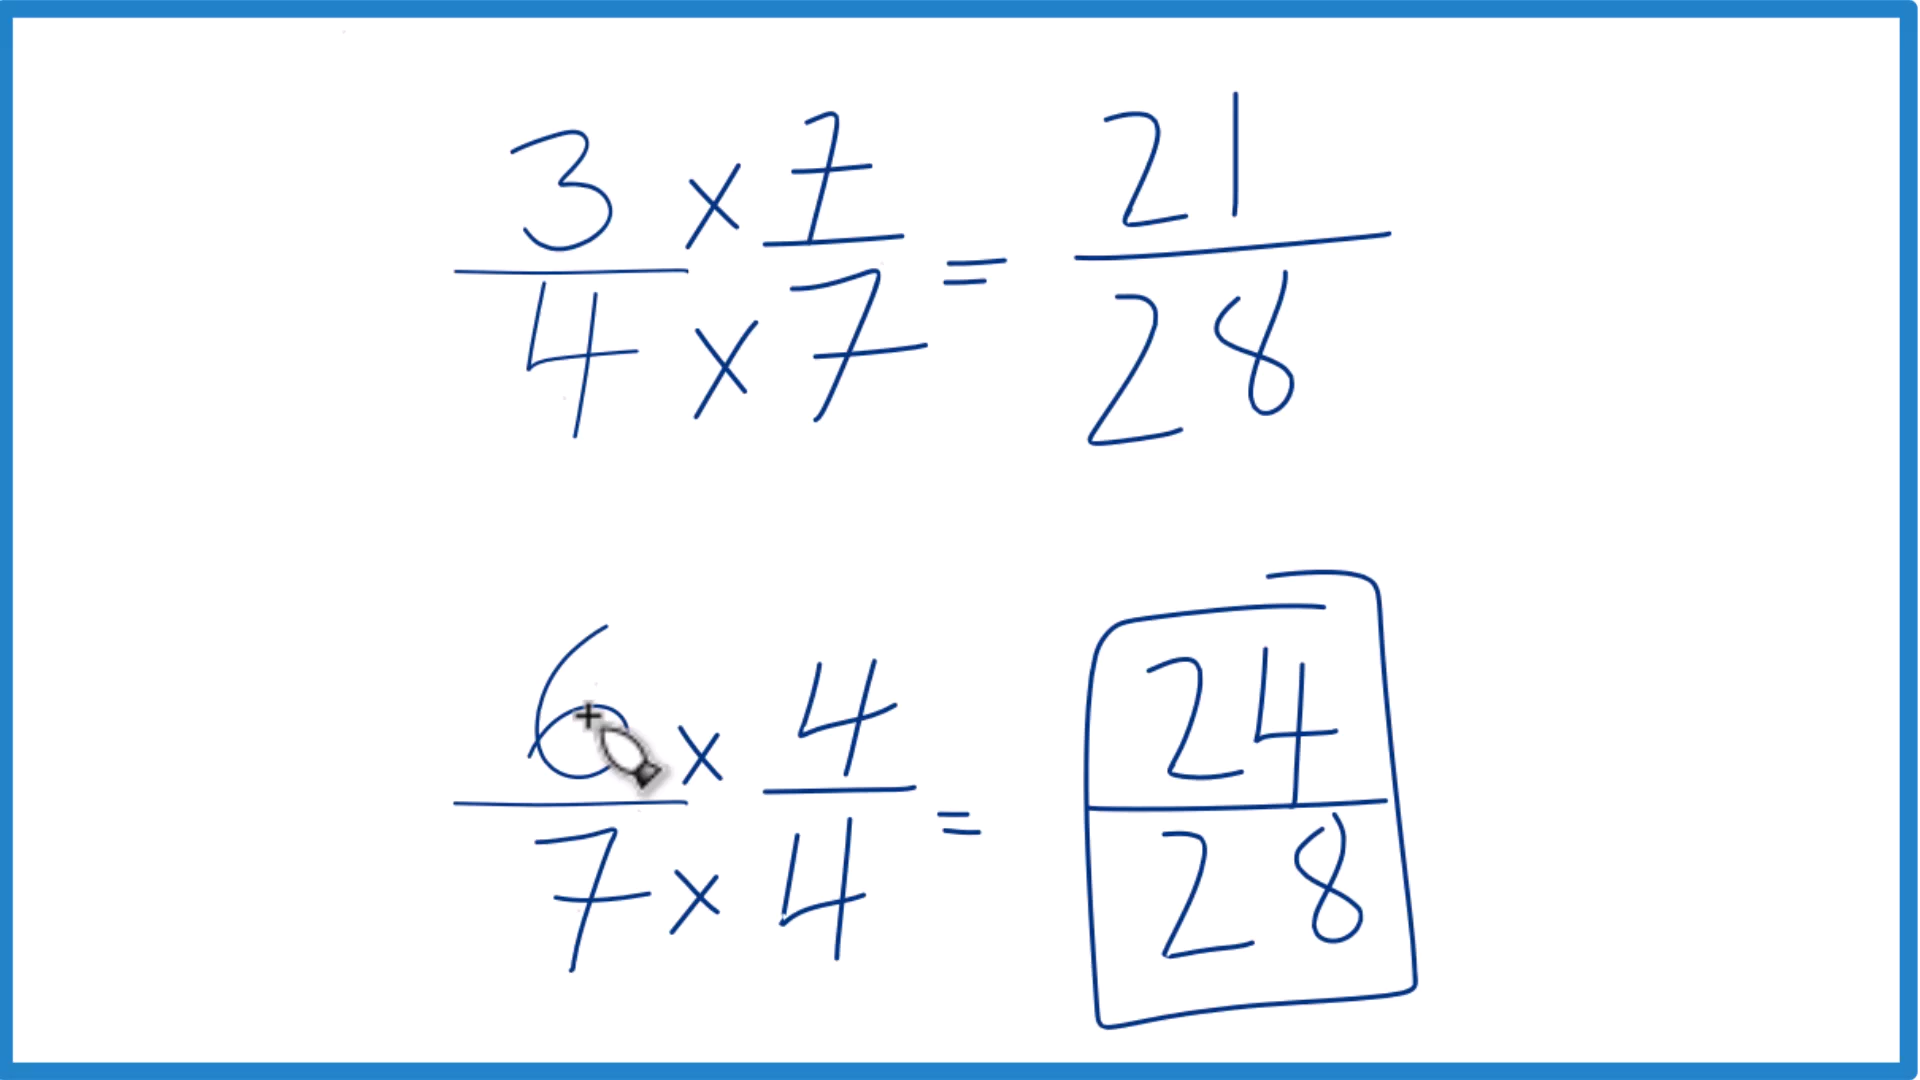 3/4 × 7/7 = 21/28
6/7 × 4/4 = 24/28